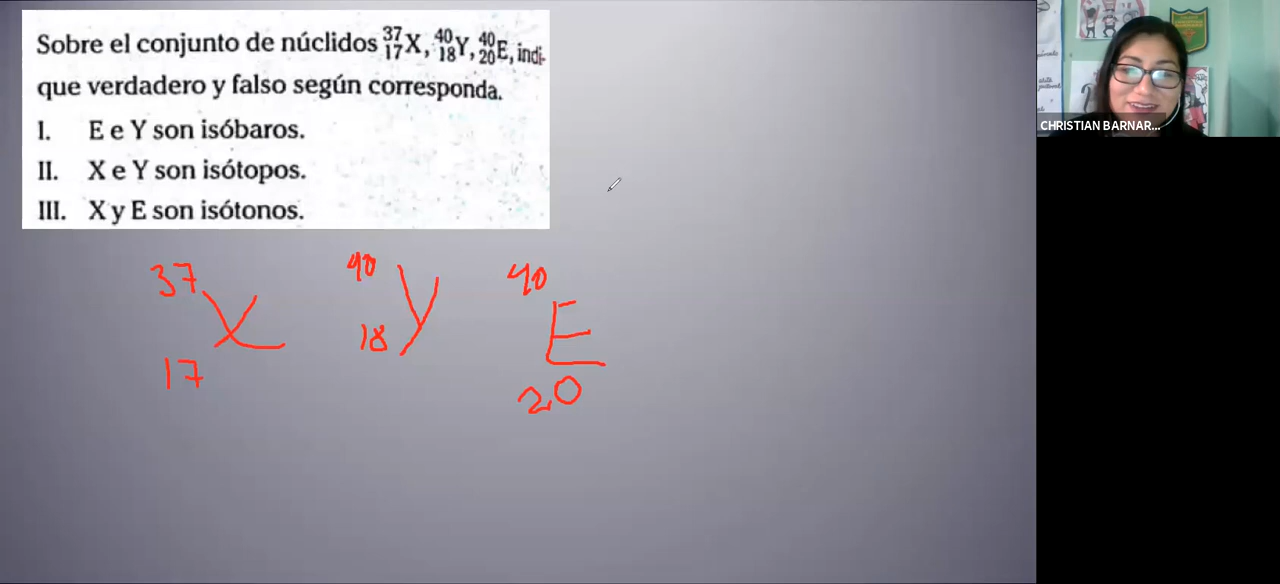 Sobre el conjunto de núclidos ³⁷₁₇X, ⁴⁰₁₈Y, ⁴⁰₂₀E, indi-
que verdadero y falso según corresponda.
I. E e Y son isóbaros.
II. X e Y son isótopos.
III. X y E son isótonos.
37 X 17
40 Y 18
40 E 20
CHRISTIAN BARNAR...